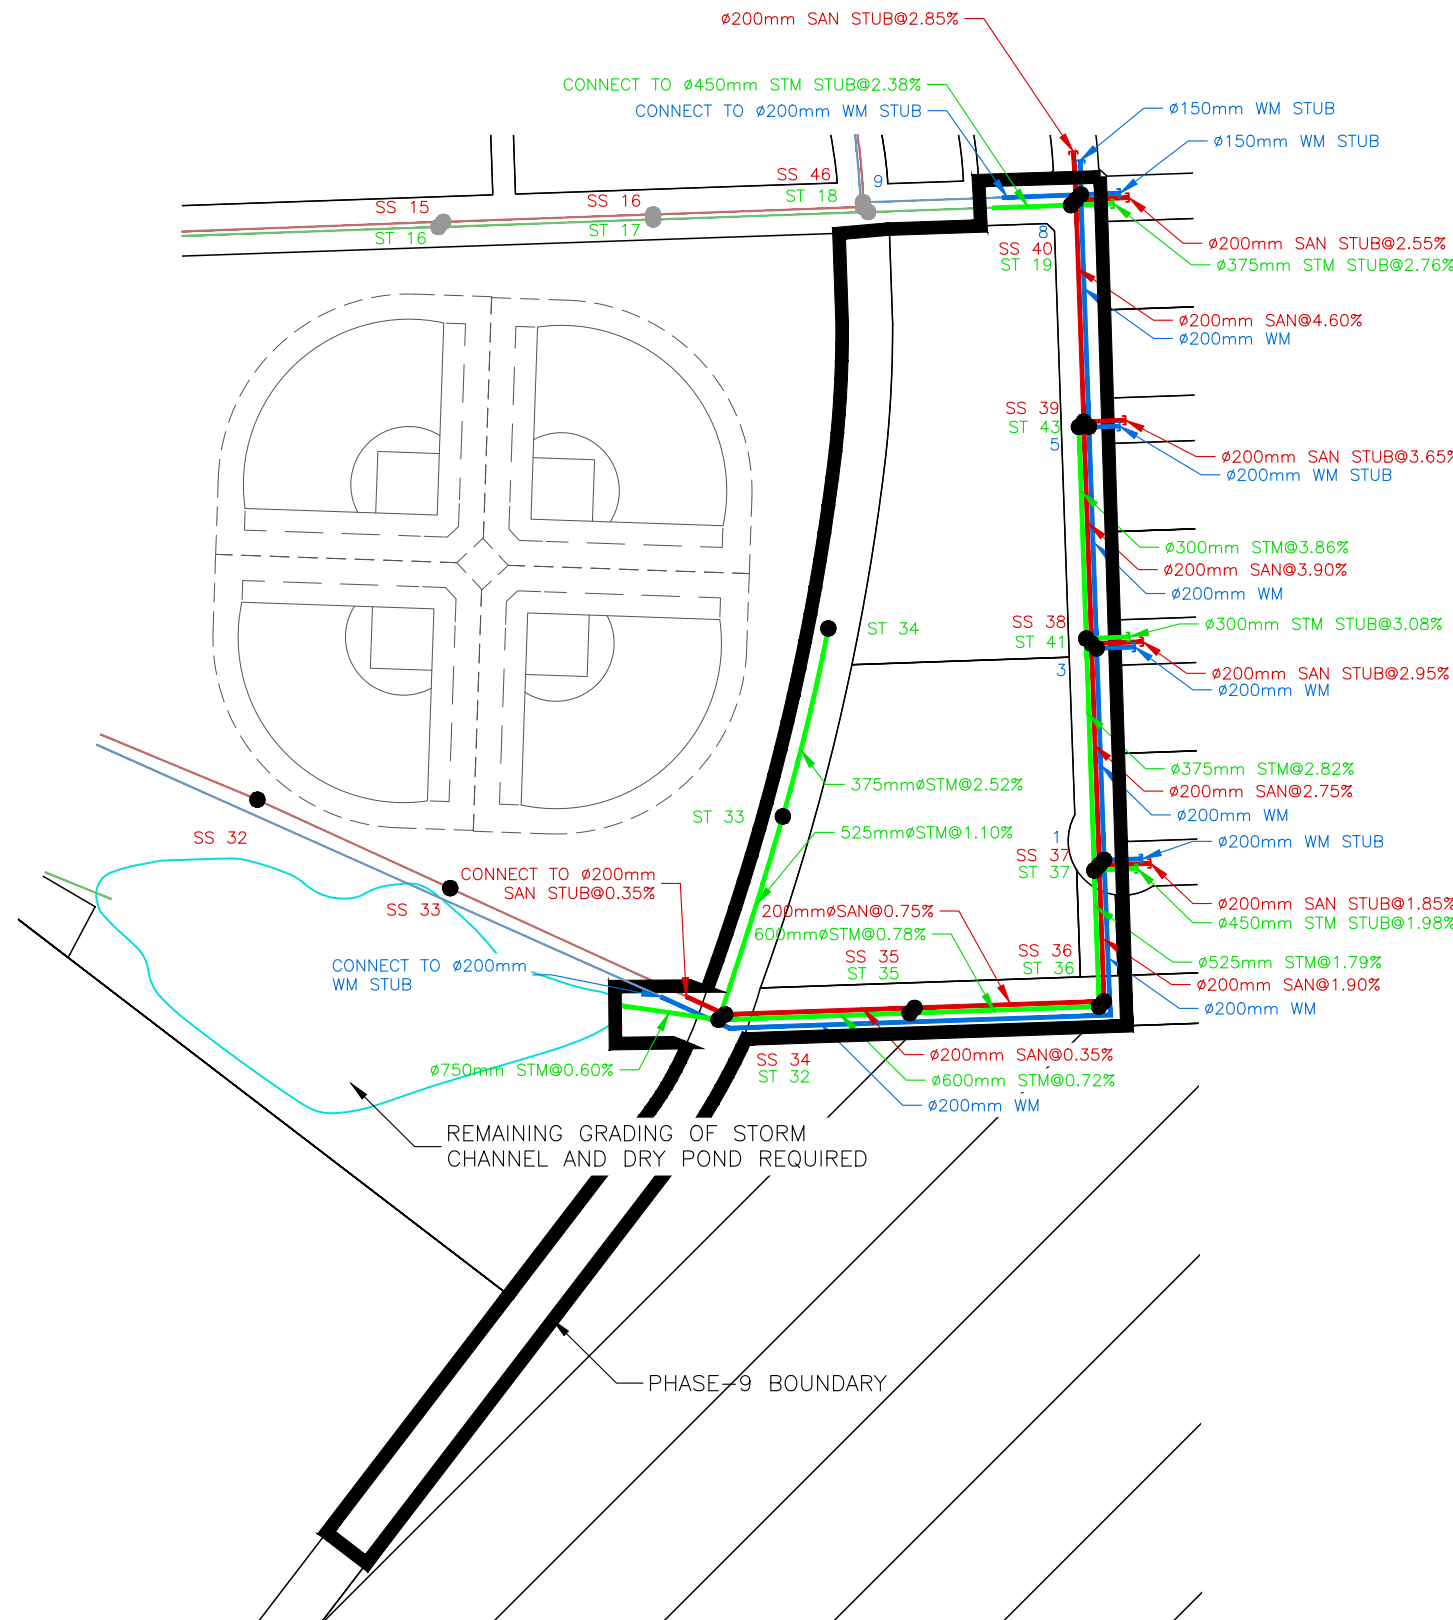 ø200mm SAN STUB@2.85%
CONNECT TO ø450mm STM STUB@2.38%
CONNECT TO ø200mm WM STUB
ø150mm WM STUB
ø150mm WM STUB
SS 46
9
ST 18
SS 15
SS 16
ST 16
ST 17
8
SS 40
ST 19
ø200mm SAN STUB@2.55%
ø375mm STM STUB@2.76%
ø200mm SAN@4.60%
ø200mm WM
SS 39
ST 43
5
ø200mm SAN STUB@3.65%
ø200mm WM STUB
ø300mm STM@3.86%
ø200mm SAN@3.90%
ø200mm WM
SS 38
ST 41
3
ø300mm STM STUB@3.08%
ø200mm SAN STUB@2.95%
ø200mm WM
ST 34
375mmøSTM@2.52%
ø375mm STM@2.82%
ø200mm SAN@2.75%
ø200mm WM
ST 33
525mmøSTM@1.10%
1
SS 37
ST 37
ø200mm WM STUB
SS 32
CONNECT TO ø200mm
SAN STUB@0.35%
SS 33
ø200mm SAN STUB@1.85%
ø450mm STM STUB@1.98%
200mmøSAN@0.75%
600mmøSTM@0.78%
SS 35
ST 35
SS 36
ST 36
ø525mm STM@1.79%
ø200mm SAN@1.90%
ø200mm WM
CONNECT TO ø200mm
WM STUB
ø750mm STM@0.60%
SS 34
ST 32
ø200mm SAN@0.35%
ø600mm STM@0.72%
ø200mm WM
REMAINING GRADING OF STORM
CHANNEL AND DRY POND REQUIRED
PHASE-9 BOUNDARY